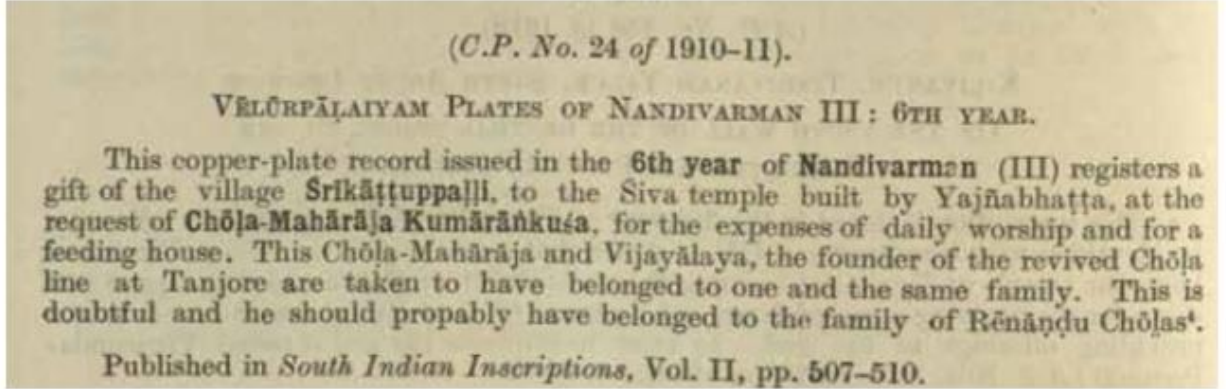 (C.P. No. 24 of 1910–11).
VĒLŪRPĀḶAIYAM PLATES OF NANDIVARMAN III : 6TH YEAR.
This copper-plate record issued in the 6th year of Nandivarman (III) registers a
gift of the village Śrīkāṭṭuppaḷḷi, to the Śiva temple built by Yajñabhaṭṭa, at the
request of Chōḷa-Mahārāja Kumārāṅkuśa, for the expenses of daily worship and for a
feeding house. This Chōḷa-Mahārāja and Vijayālaya, the founder of the revived Chōḷa
line at Tanjore are taken to have belonged to one and the same family. This is
doubtful and he should propably have belonged to the family of Rēnāṇḍu Chōḷas⁴.
Published in South Indian Inscriptions, Vol. II, pp. 507–510.